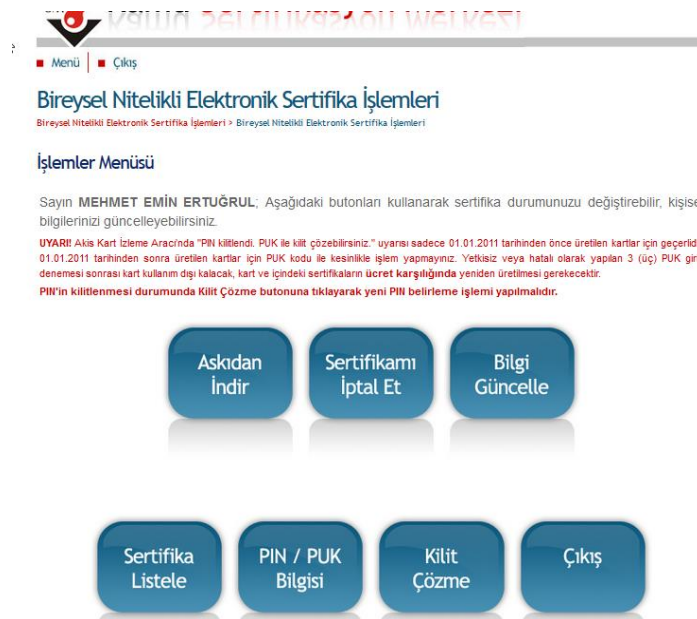 Kamu Sertifikasyon Merkezi
Menü
Çıkış
Bireysel Nitelikli Elektronik Sertifika İşlemleri
Bireysel Nitelikli Elektronik Sertifika İşlemleri > Bireysel Nitelikli Elektronik Sertifika İşlemleri
İşlemler Menüsü
Sayın MEHMET EMİN ERTUĞRUL; Aşağıdaki butonları kullanarak sertifika durumunuzu değiştirebilir, kişise
bilgilerinizi güncelleyebilirsiniz.
UYARI! Akis Kart İzleme Aracı'nda "PIN kilitlendi. PUK ile kilit çözebilirsiniz." uyarısı sadece 01.01.2011 tarihinden önce üretilen kartlar için geçerlid
01.01.2011 tarihinden sonra üretilen kartlar için PUK kodu ile kesinlikle işlem yapmayınız. Yetkisiz veya hatalı olarak yapılan 3 (üç) PUK gir
denemesi sonrası kart kullanım dışı kalacak, kart ve içindeki sertifikaların ücret karşılığında yeniden üretilmesi gerekecektir.
PIN'in kilitlenmesi durumunda Kilit Çözme butonuna tıklayarak yeni PIN belirleme işlemi yapılmalıdır.
Askıdan
İndir
Sertifikamı
İptal Et
Bilgi
Güncelle
Sertifika
Listele
PIN / PUK
Bilgisi
Kilit
Çözme
Çıkış